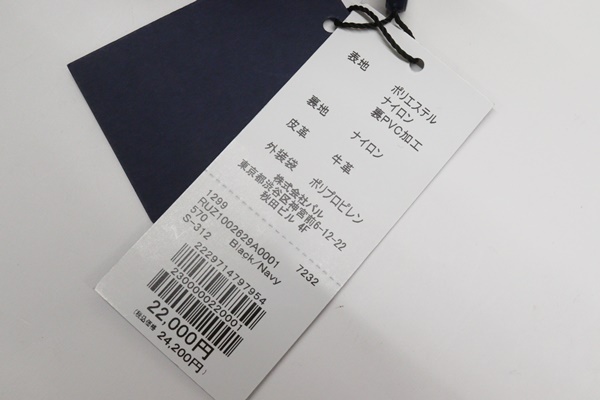 表地 ポリエステル
ナイロン
裏PVC加工
裏地 ナイロン
皮革 牛革
外装袋 ポリプロピレン
株式会社パル
東京都渋谷区神宮前6-12-22
秋田ビル 4F
1299 7232
RUZ1002629A0001
570 Black/Navy
S-312
2229714797954
230000022001
22,000円
(税込価格 24,200円)